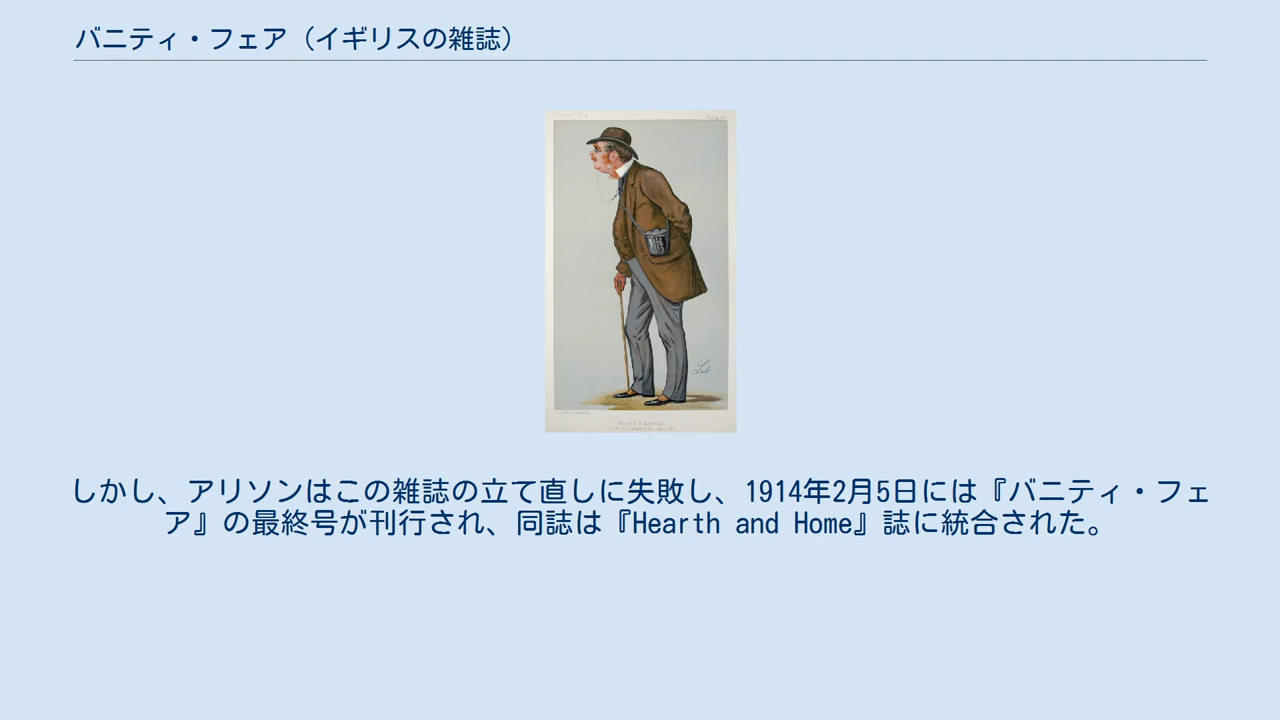 バニティ・フェア（イギリスの雑誌）
しかし、アリソンはこの雑誌の立て直しに失敗し、1914年2月5日には『バニティ・フェ
ア』の最終号が刊行され、同誌は『Hearth and Home』誌に統合された。